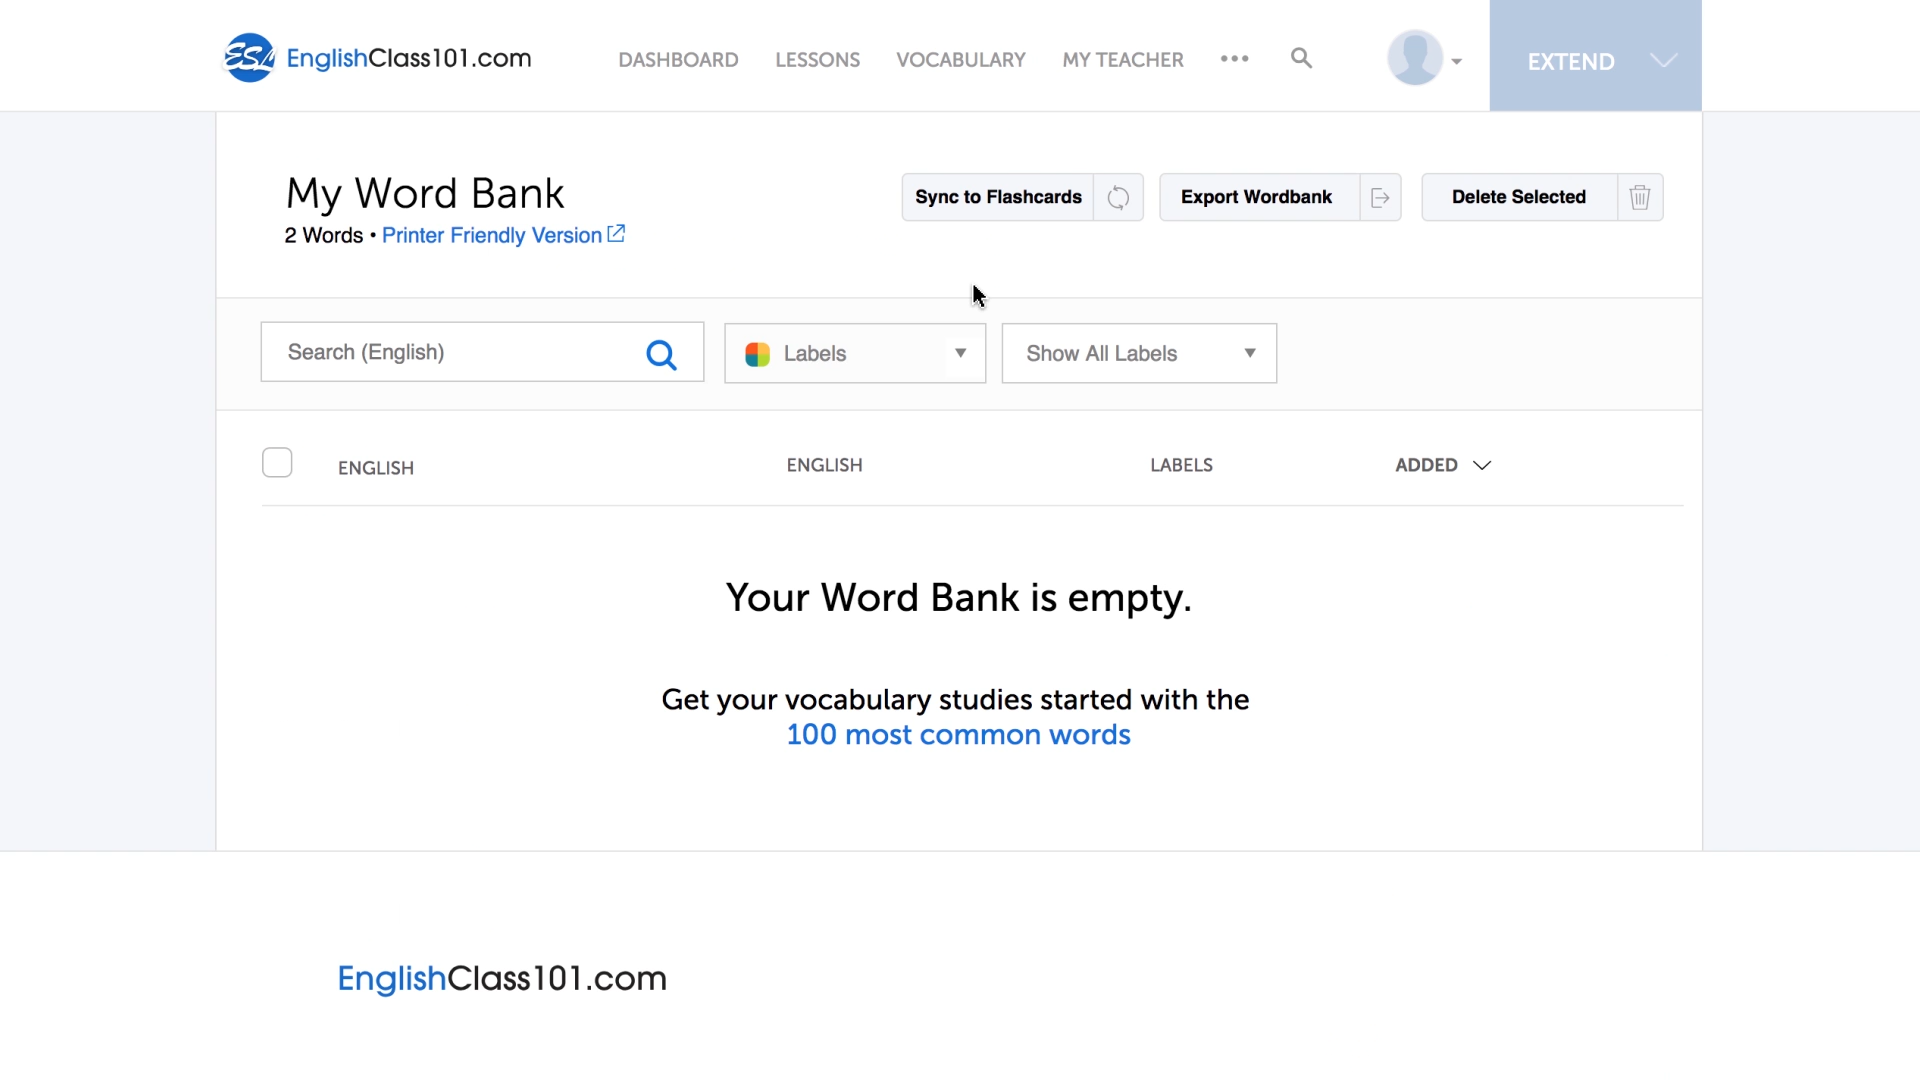 ESL EnglishClass101.com DASHBOARD LESSONS VOCABULARY MY TEACHER ••• EXTEND
My Word Bank
2 Words • Printer Friendly Version
Sync to Flashcards Export Wordbank Delete Selected
Search (English) Labels Show All Labels
ENGLISH ENGLISH LABELS ADDED
Your Word Bank is empty.
Get your vocabulary studies started with the
100 most common words
EnglishClass101.com